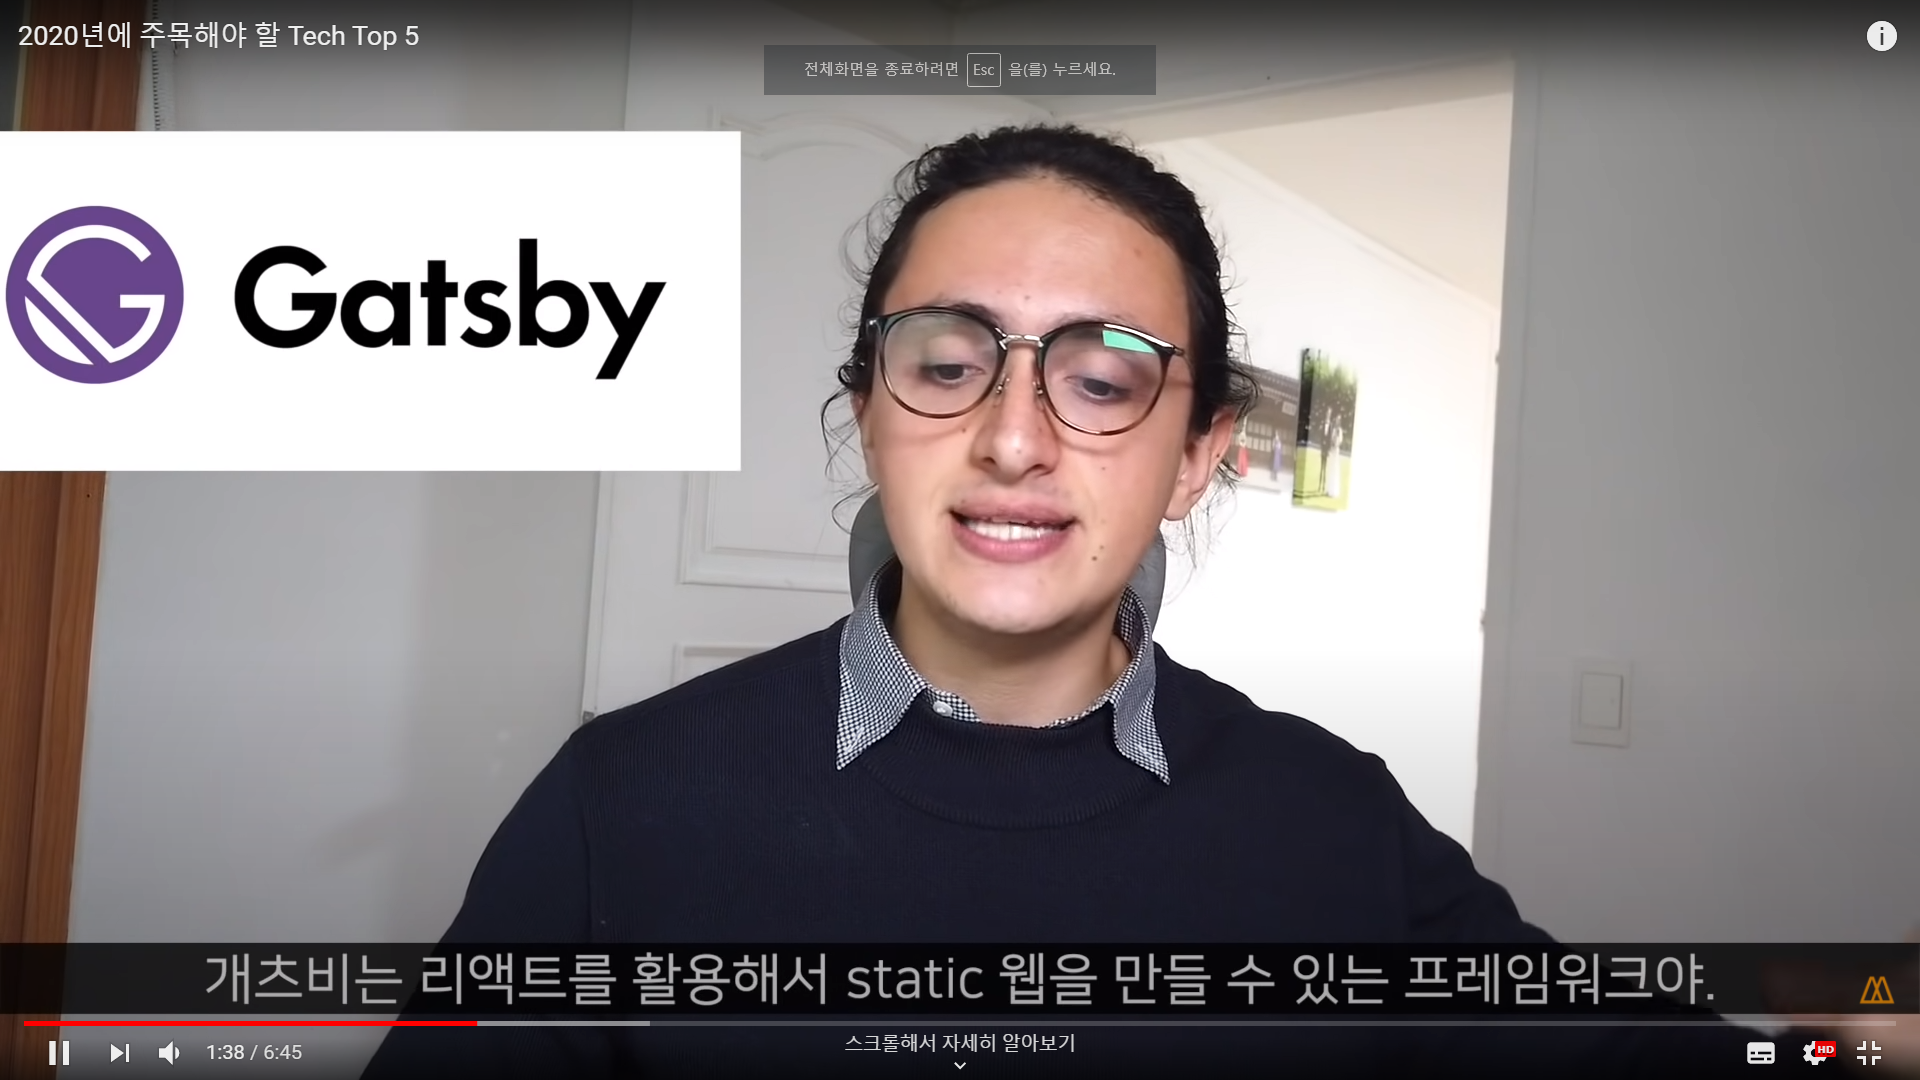 2020년에 주목해야 할 Tech Top 5
전체화면을 종료하려면 Esc 을(를) 누르세요.
Gatsby
개츠비는 리액트를 활용해서 static 웹을 만들 수 있는 프레임워크야.
스크롤해서 자세히 알아보기
1:38 / 6:45
HD